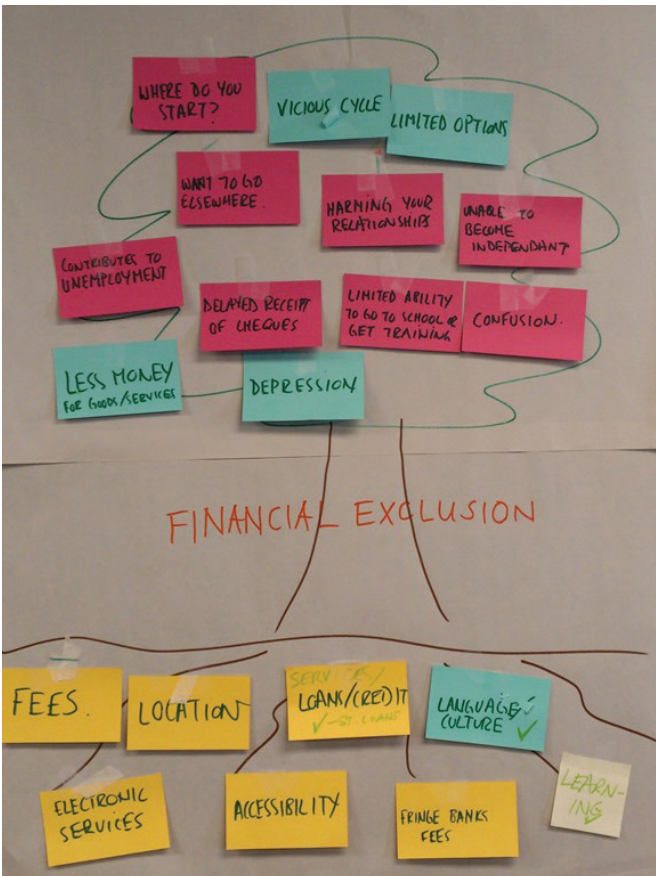 WHERE DO YOU
START?
VICIOUS CYCLE
LIMITED OPTIONS
WANT TO GO
ELSEWHERE.
HARMING YOUR
RELATIONSHIPS
UNABLE TO
BECOME
INDEPENDANT
CONTRIBUTES TO
UNEMPLOYMENT
DELAYED RECEIPT
OF CHEQUES
LIMITED ABILITY
TO GO TO SCHOOL OR
GET TRAINING
CONFUSION.
LESS MONEY
FOR GOODS/SERVICES
DEPRESSION
FINANCIAL EXCLUSION
FEES.
LOCATION
SERVICES/
LOANS/CREDIT
✓-ST. LOANS
LANGUAGE/
CULTURE ✓
ELECTRONIC
SERVICES
ACCESSIBILITY
FRINGE BANKS
FEES
LEARN-
ING